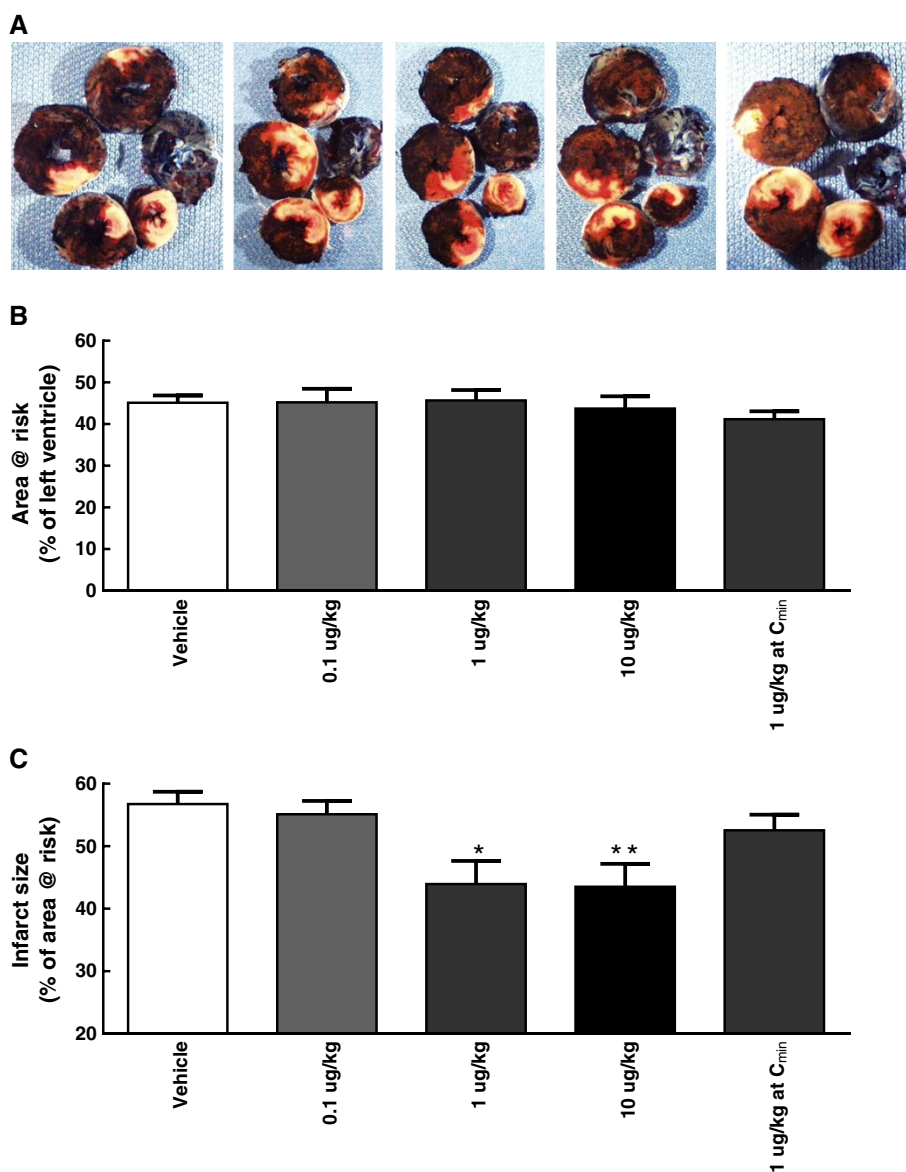 A
B
Area @ risk
(% of left ventricle)
60
50
40
30
20
10
0
Vehicle
0.1 ug/kg
1 ug/kg
10 ug/kg
1 ug/kg at Cmin
C
Infarct size
(% of area @ risk)
60
50
40
30
20
*
**
Vehicle
0.1 ug/kg
1 ug/kg
10 ug/kg
1 ug/kg at Cmin